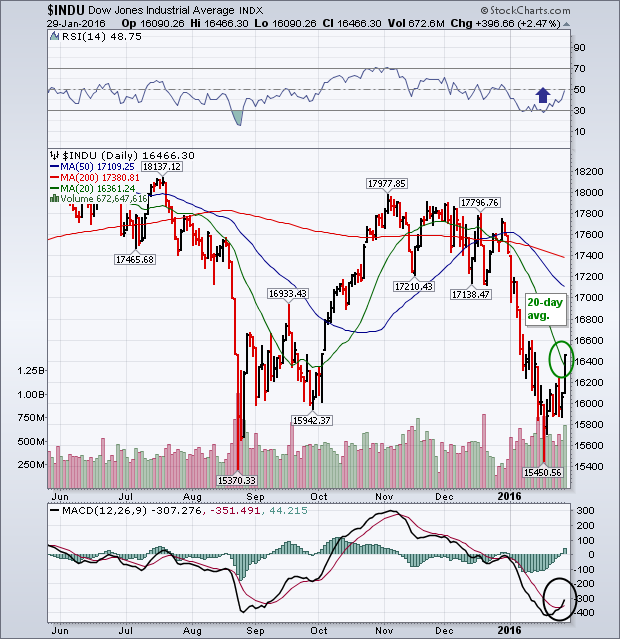 $INDU Dow Jones Industrial Average INDX © StockCharts.com
29-Jan-2016 Op 16090.26 Hi 16466.30 Lo 16090.26 Cl 16466.30 Vol 672.6M Chg +396.66 (+2.47%)
RSI(14) 48.75
90
70
50
30
10
$INDU (Daily) 16466.30
MA(50) 17109.25
MA(200) 17380.81
MA(20) 16361.24
Volume 672,647,616
18137.12
17465.68
16933.43
15370.33
15942.37
17977.85
17210.43
17796.76
17138.47
15450.56
20-day
avg.
18200
18000
17800
17600
17400
17200
17000
16800
16600
16400
16200
16000
15800
15600
15400
1.25B
1.00B
750M
500M
250M
Jun Jul Aug Sep Oct Nov Dec 2016
MACD(12,26,9) -307.276, -351.491, 44.215
300
200
100
0
-100
-200
-300
-400
Jun Jul Aug Sep Oct Nov Dec 2016